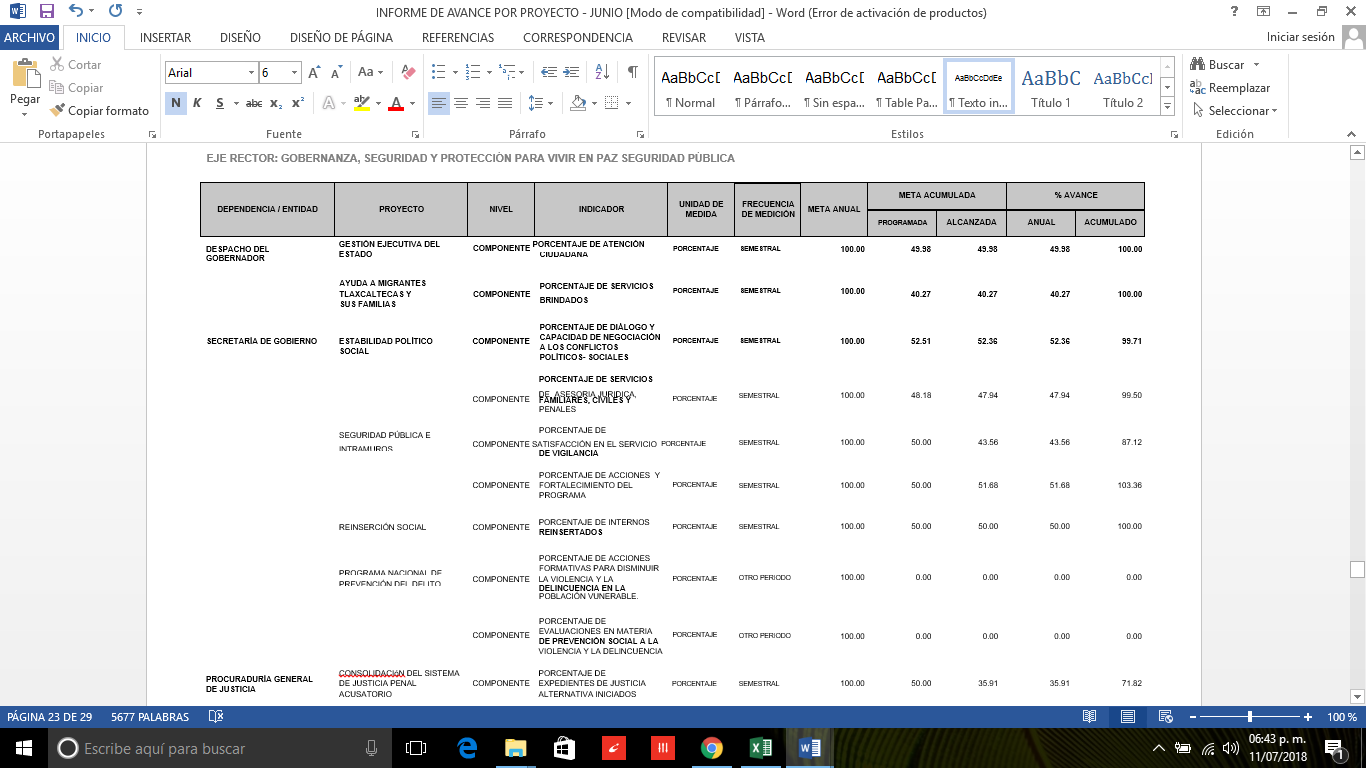 INFORME DE AVANCE POR PROYECTO - JUNIO [Modo de compatibilidad] - Word (Error de activación de productos)
ARCHIVO INICIO INSERTAR DISEÑO DISEÑO DE PÁGINA REFERENCIAS CORRESPONDENCIA REVISAR VISTA Iniciar sesión
Pegar
Cortar
Copiar
Copiar formato
Portapapeles
Arial 6
N K S abc x₂ x²
Fuente
Párrafo
AaBbCcI AaBbCcI AaBbCcI AaBbCcI AaBbCcDdEe AaBbC AaBbCcI
¶ Normal ¶ Párrafo... ¶ Sin espa... ¶ Table Pa... ¶ Texto in... Título 1 Título 2
Estilos
Buscar
Reemplazar
Seleccionar
Edición
EJE RECTOR: GOBERNANZA, SEGURIDAD Y PROTECCIÓN PARA VIVIR EN PAZ SEGURIDAD PÚBLICA
DEPENDENCIA / ENTIDAD PROYECTO NIVEL INDICADOR UNIDAD DE MEDIDA FRECUENCIA DE MEDICIÓN META ANUAL META ACUMULADA % AVANCE
PROGRAMADA ALCANZADA ANUAL ACUMULADO
DESPACHO DEL GOBERNADOR GESTIÓN EJECUTIVA DEL ESTADO COMPONENTE PORCENTAJE DE ATENCIÓN CIUDADANA PORCENTAJE SEMESTRAL 100.00 49.98 49.98 49.98 100.00
AYUDA A MIGRANTES TLAXCALTECAS Y SUS FAMILIAS COMPONENTE PORCENTAJE DE SERVICIOS BRINDADOS PORCENTAJE SEMESTRAL 100.00 40.27 40.27 40.27 100.00
SECRETARÍA DE GOBIERNO ESTABILIDAD POLÍTICO SOCIAL COMPONENTE PORCENTAJE DE DIÁLOGO Y CAPACIDAD DE NEGOCIACIÓN A LOS CONFLICTOS POLÍTICOS- SOCIALES PORCENTAJE SEMESTRAL 100.00 52.51 52.36 52.36 99.71
COMPONENTE PORCENTAJE DE SERVICIOS DE ASESORIA JURIDICA, FAMILIARES, CIVILES Y PENALES PORCENTAJE SEMESTRAL 100.00 48.18 47.94 47.94 99.50
SEGURIDAD PÚBLICA E INTRAMUROS COMPONENTE PORCENTAJE DE SATISFACCIÓN EN EL SERVICIO DE VIGILANCIA PORCENTAJE SEMESTRAL 100.00 50.00 43.56 43.56 87.12
COMPONENTE PORCENTAJE DE ACCIONES Y FORTALECIMIENTO DEL PROGRAMA PORCENTAJE SEMESTRAL 100.00 50.00 51.68 51.68 103.36
REINSERCIÓN SOCIAL COMPONENTE PORCENTAJE DE INTERNOS REINSERTADOS PORCENTAJE SEMESTRAL 100.00 50.00 50.00 50.00 100.00
PROGRAMA NACIONAL DE PREVENCIÓN DEL DELITO COMPONENTE PORCENTAJE DE ACCIONES FORMATIVAS PARA DISMINUIR LA VIOLENCIA Y LA DELINCUENCIA EN LA POBLACIÓN VUNERABLE. PORCENTAJE OTRO PERIODO 100.00 0.00 0.00 0.00 0.00
COMPONENTE PORCENTAJE DE EVALUACIONES EN MATERIA DE PREVENCIÓN SOCIAL A LA VIOLENCIA Y LA DELINCUENCIA PORCENTAJE OTRO PERIODO 100.00 0.00 0.00 0.00 0.00
PROCURADURÍA GENERAL DE JUSTICIA CONSOLIDACIóN DEL SISTEMA DE JUSTICIA PENAL ACUSATORIO COMPONENTE PORCENTAJE DE EXPEDIENTES DE JUSTICIA ALTERNATIVA INICIADOS PORCENTAJE SEMESTRAL 100.00 50.00 35.91 35.91 71.82
PÁGINA 23 DE 29 5677 PALABRAS 100 %
Escribe aquí para buscar
06:43 p. m.
11/07/2018